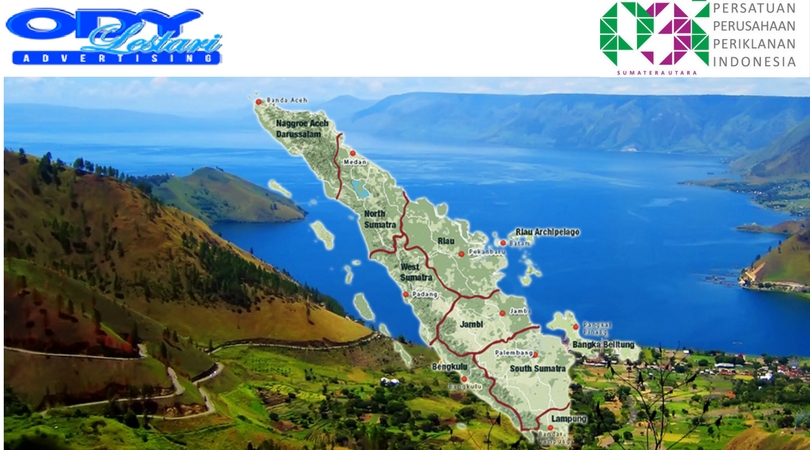 ODY
Lestari
ADVERTISING
P3I
SUMATERA UTARA
PERSATUAN
PERUSAHAAN
PERIKLANAN
INDONESIA
Banda Aceh
Naggroe Aceh
Darussalam
Medan
North
Sumatra
Riau
Pekanbaru
Riau Archipelago
Batam
West
Sumatra
Padang
Jambi
Jambi
Pangkal
Pinang
Bangka Belitung
Palembang
South Sumatra
Bengkulu
Bengkulu
Lampung